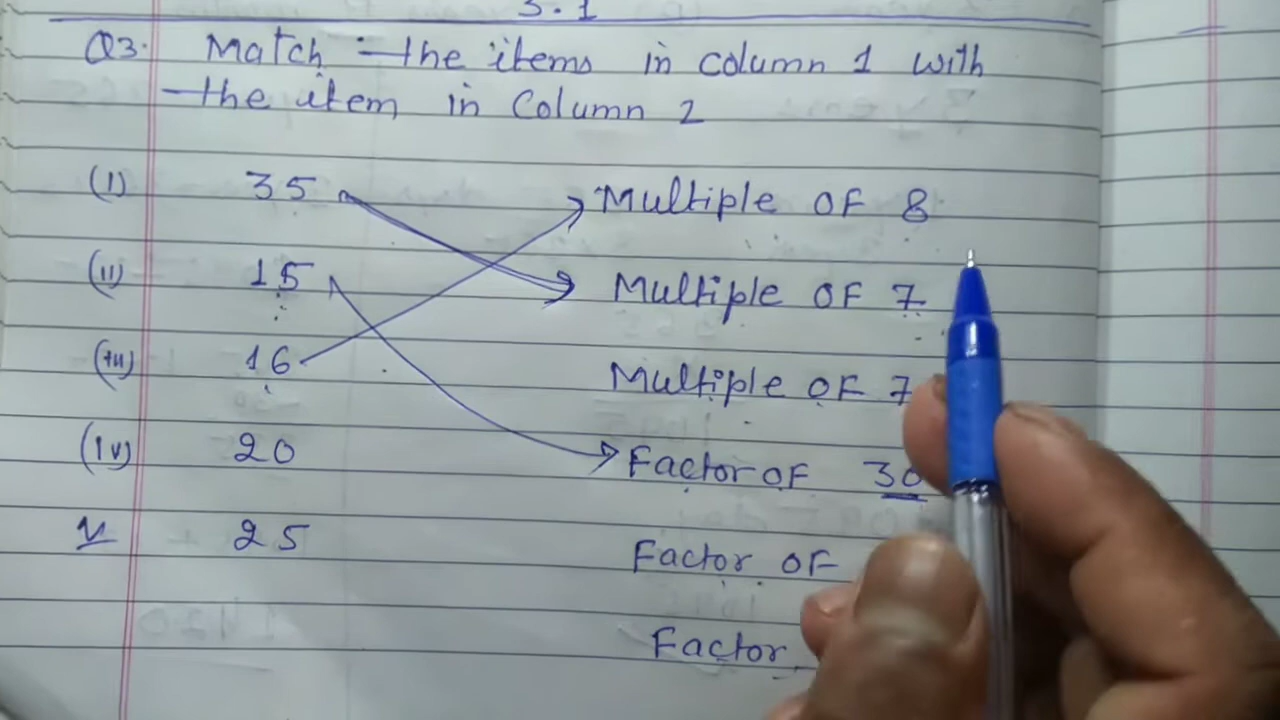 3.1
Q3. Match the items in column 1 with
the item in Column 2
(I) 35 Multiple OF 8
(II) 15 Multiple OF 7
(III) 16 Multiple OF 7
(IV) 20 Factor OF 30
V 25 Factor OF
Factor